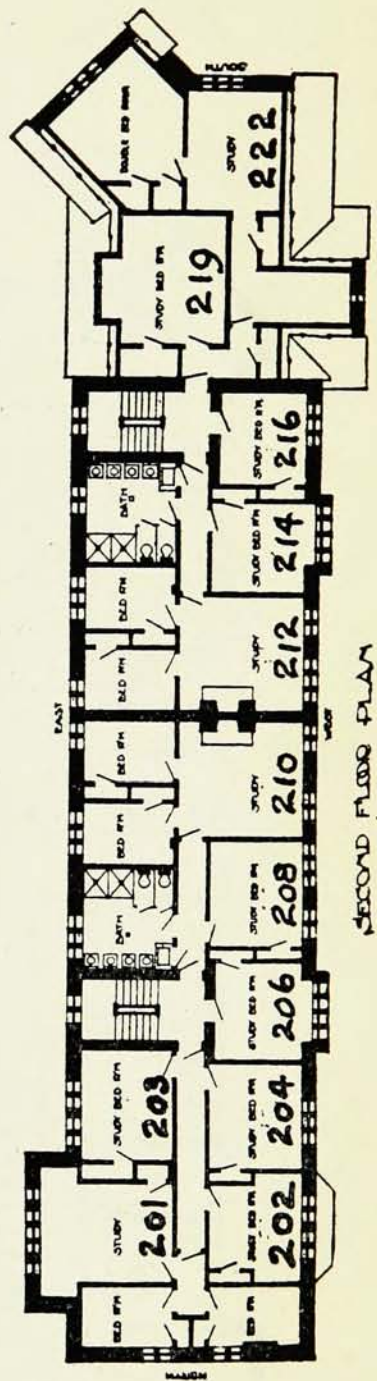 SOUTH
DOUBLE BED ROOM
STUDY
222
STUDY BED RM
219
STUDY BED RM
216
BATH
STUDY BED RM
214
BED RM
BED RM
STUDY
212
EAST
WEST
BED RM
BED RM
STUDY
210
BATH
STUDY BED RM
208
STUDY BED RM
206
STUDY BED RM
203
STUDY BED RM
204
STUDY
201
STUDY BED RM
202
BED RM
BED RM
NORTH
SECOND FLOOR PLAN